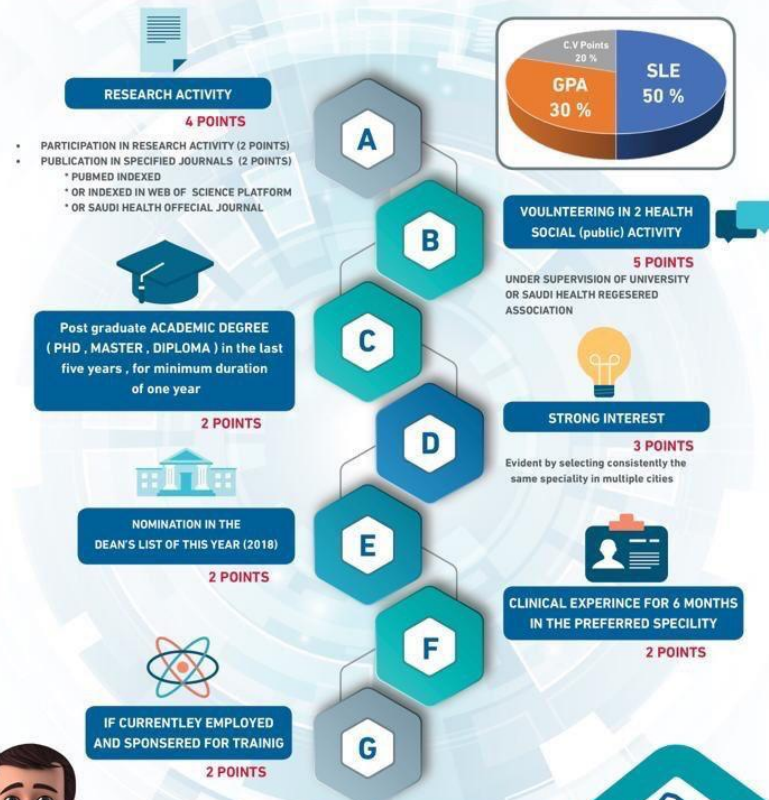 C.V Points
20 %
GPA
30 %
SLE
50 %
RESEARCH ACTIVITY
4 POINTS
• PARTICIPATION IN RESEARCH ACTIVITY (2 POINTS)
• PUBLICATION IN SPECIFIED JOURNALS (2 POINTS)
* PUBMED INDEXED
* OR INDEXED IN WEB OF SCIENCE PLATFORM
* OR SAUDI HEALTH OFFECIAL JOURNAL
A
B
VOULNTEERING IN 2 HEALTH
SOCIAL (public) ACTIVITY
5 POINTS
UNDER SUPERVISION OF UNIVERSITY
OR SAUDI HEALTH REGESERED
ASSOCIATION
Post graduate ACADEMIC DEGREE
( PHD , MASTER , DIPLOMA ) in the last
five years , for minimum duration
of one year
2 POINTS
C
D
STRONG INTEREST
3 POINTS
Evident by selecting consistently the
same speciality in multiple cities
NOMINATION IN THE
DEAN'S LIST OF THIS YEAR (2018)
2 POINTS
E
F
CLINICAL EXPERINCE FOR 6 MONTHS
IN THE PREFERRED SPECILITY
2 POINTS
IF CURRENTLEY EMPLOYED
AND SPONSERED FOR TRAINIG
2 POINTS
G